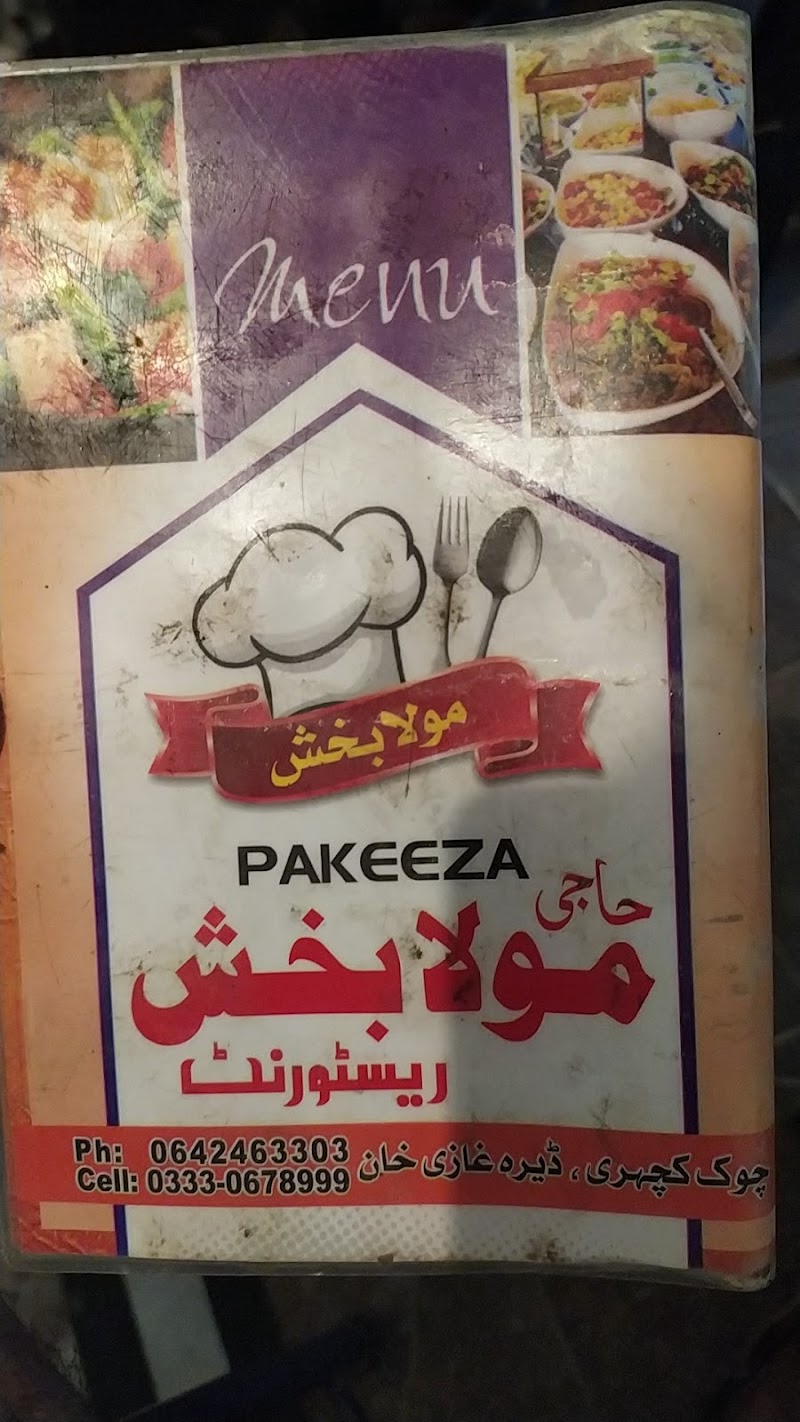 Menu
مولا بخش
PAKEEZA
حاجی
مولا بخش
ریسٹورنٹ
Ph: 0642463303
Cell: 0333-0678999
چوک کچہری، ڈیرہ غازی خان